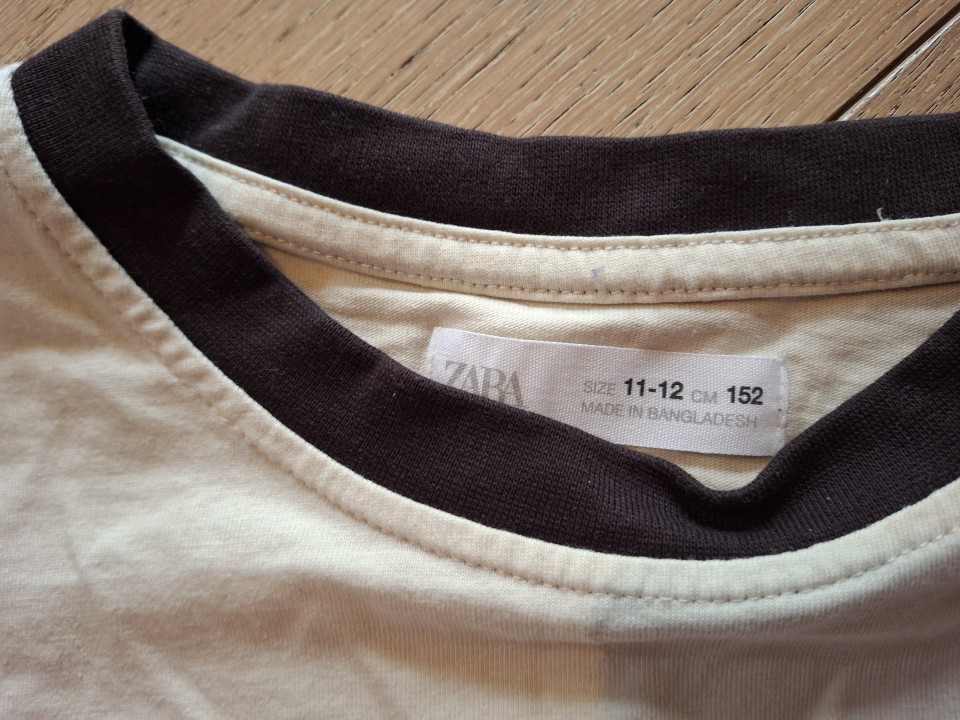 ZARA
SIZE 11-12 CM 152
MADE IN BANGLADESH